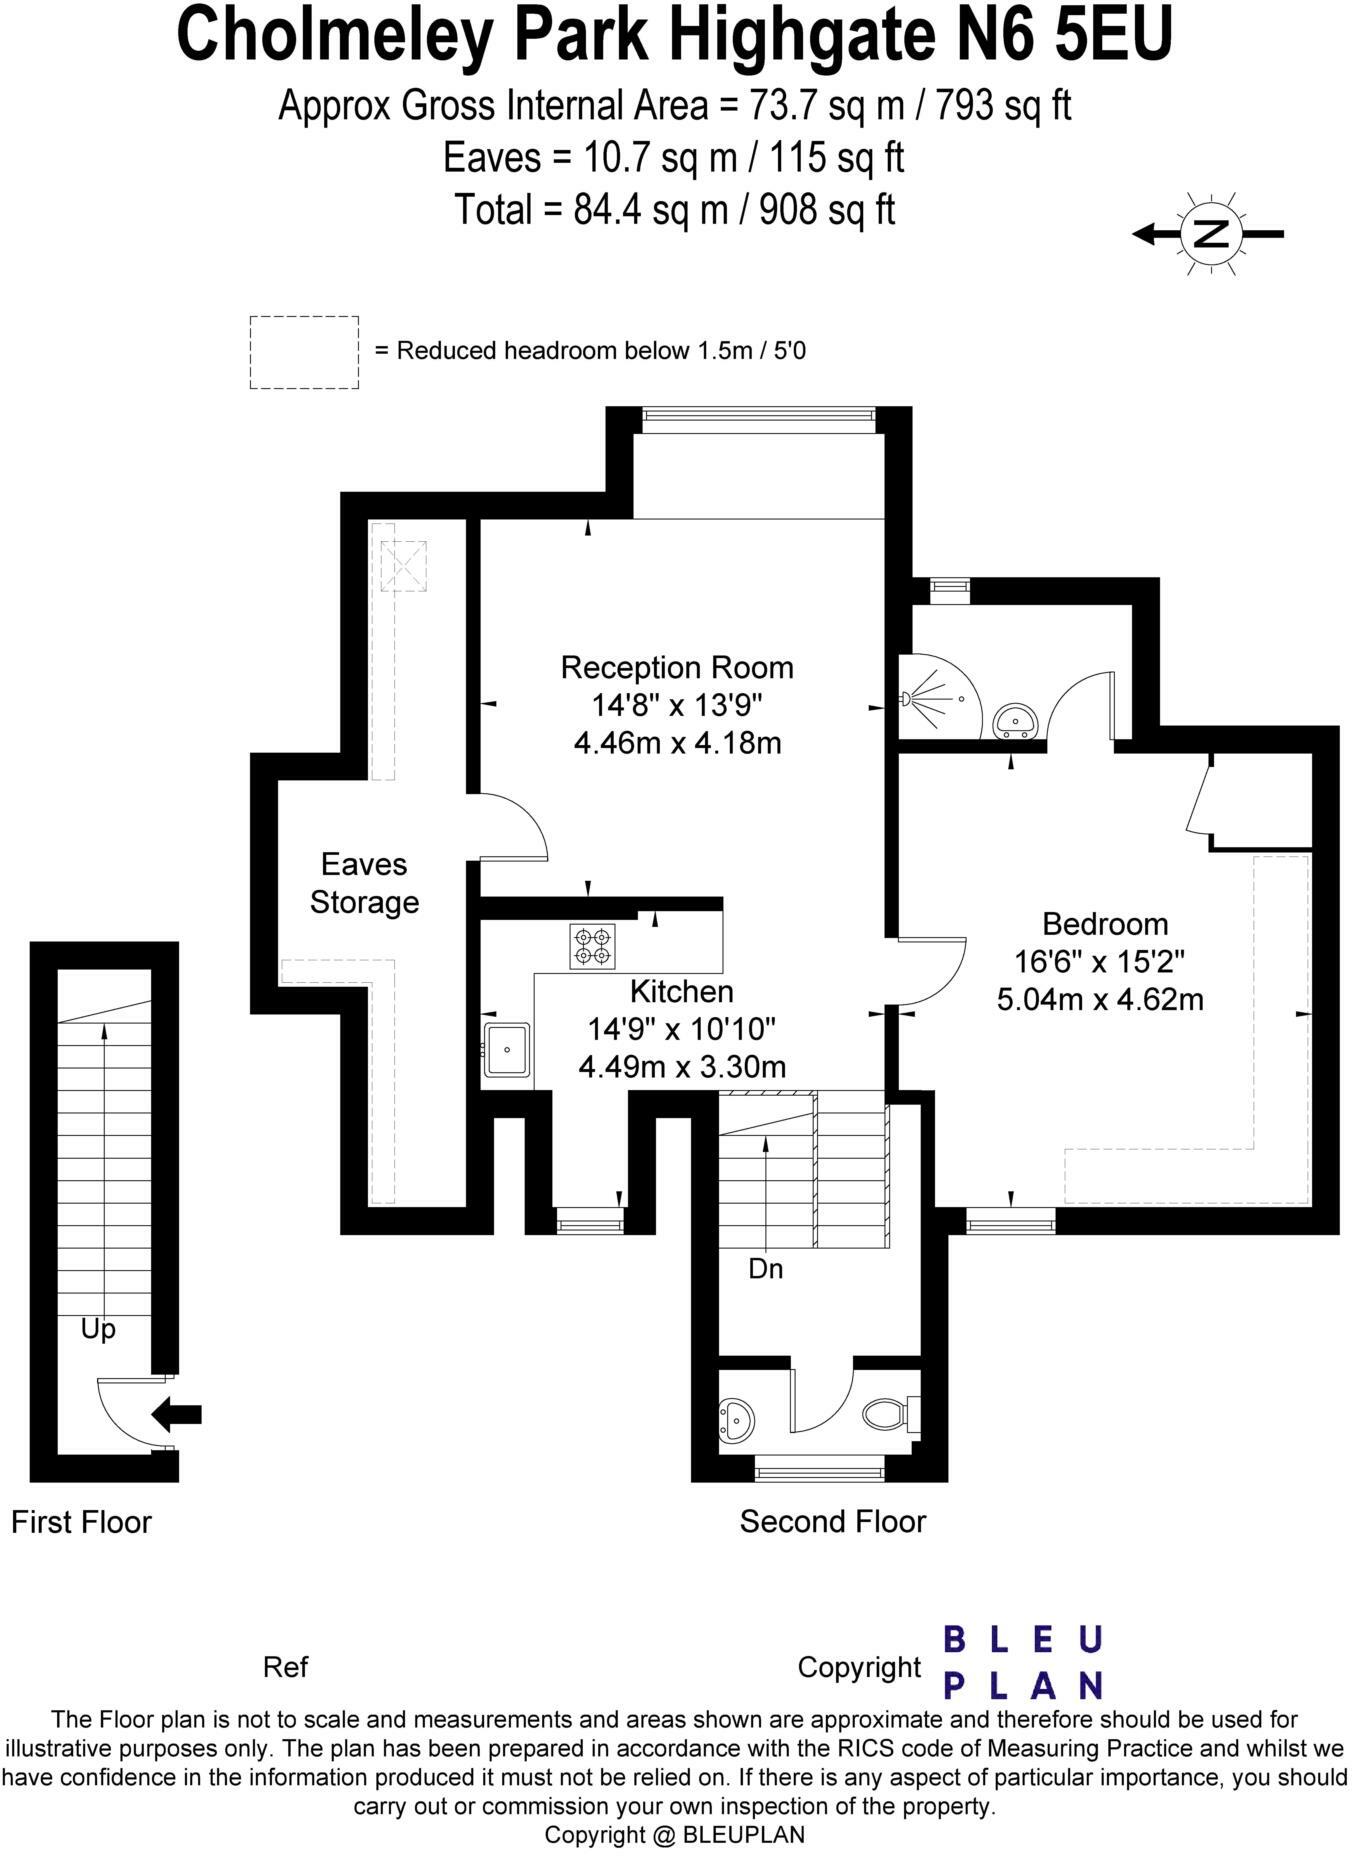 Cholmeley Park Highgate N6 5EU
Approx Gross Internal Area = 73.7 sq m / 793 sq ft
Eaves = 10.7 sq m / 115 sq ft
Total = 84.4 sq m / 908 sq ft
N
= Reduced headroom below 1.5m / 5'0
Reception Room
14'8" x 13'9"
4.46m x 4.18m
Eaves
Storage
Bedroom
16'6" x 15'2"
5.04m x 4.62m
Kitchen
14'9" x 10'10"
4.49m x 3.30m
Dn
Up
First Floor
Second Floor
Ref
Copyright
BLEU
PLAN
The Floor plan is not to scale and measurements and areas shown are approximate and therefore should be used for
illustrative purposes only. The plan has been prepared in accordance with the RICS code of Measuring Practice and whilst we
have confidence in the information produced it must not be relied on. If there is any aspect of particular importance, you should
carry out or commission your own inspection of the property.
Copyright @ BLEUPLAN